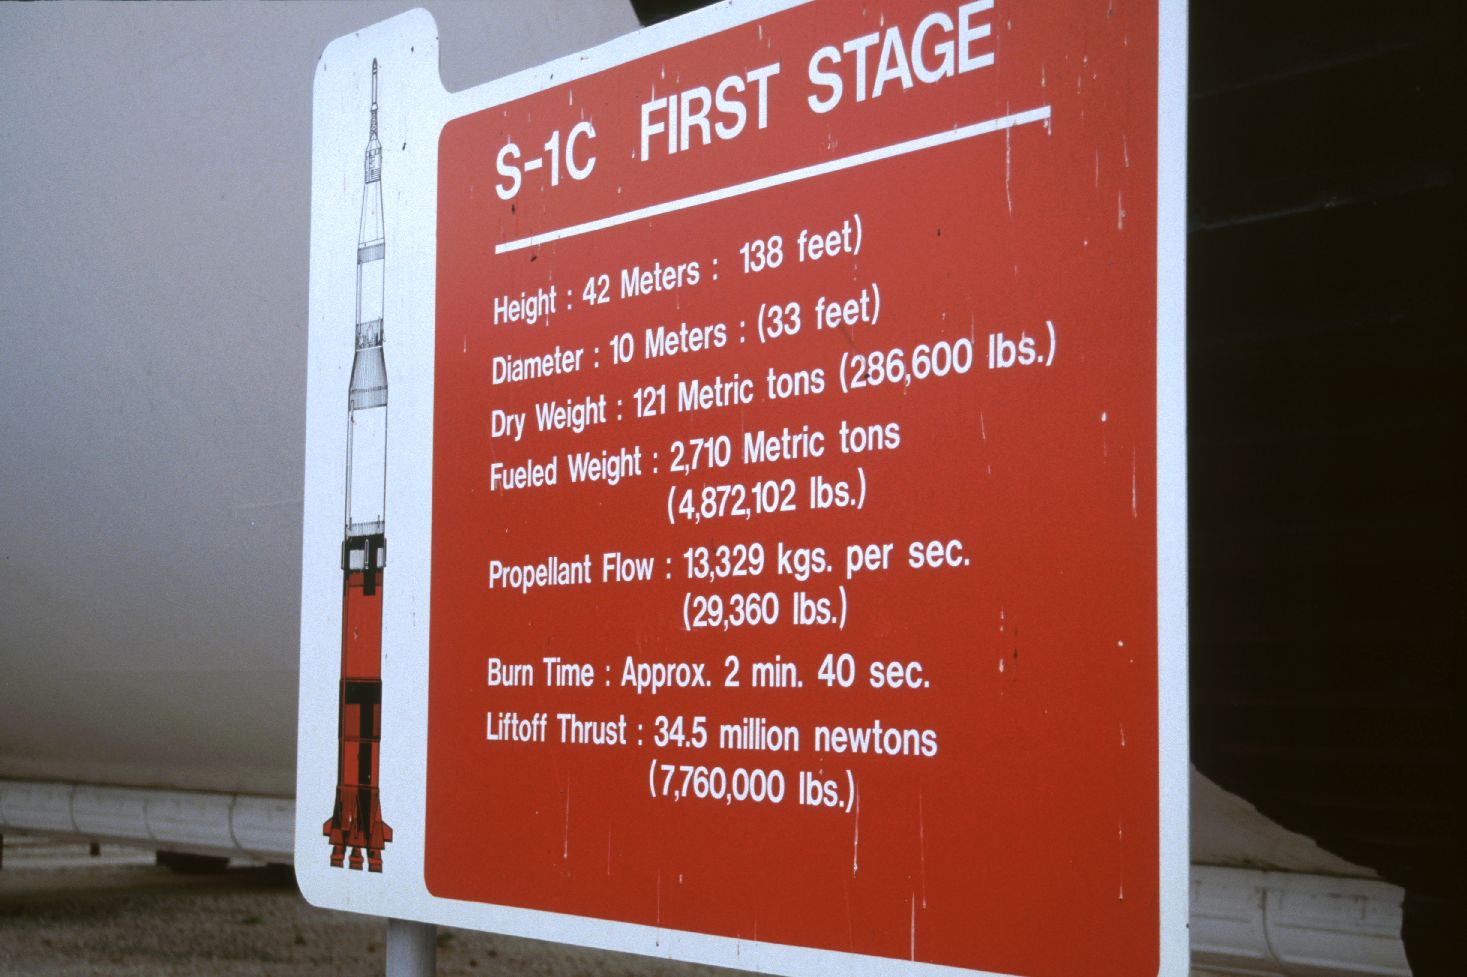 S-1C FIRST STAGE
Height : 42 Meters : 138 feet)
Diameter : 10 Meters : (33 feet)
Dry Weight : 121 Metric tons (286,600 lbs.)
Fueled Weight : 2,710 Metric tons
(4,872,102 lbs.)
Propellant Flow : 13,329 kgs. per sec.
(29,360 lbs.)
Burn Time : Approx. 2 min. 40 sec.
Liftoff Thrust : 34.5 million newtons
(7,760,000 lbs.)